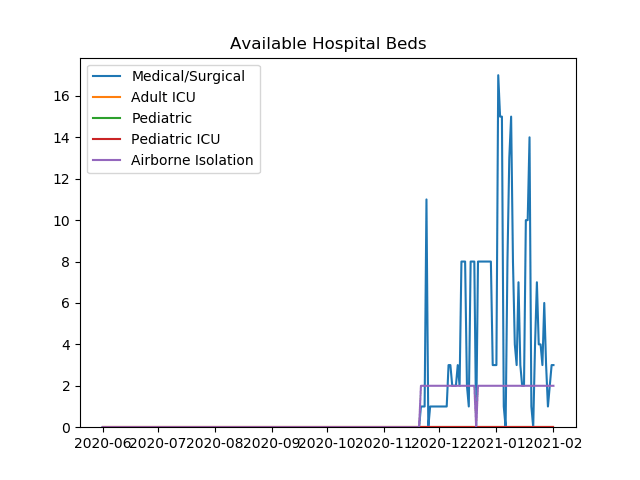 Available Hospital Beds
Medical/Surgical
Adult ICU
Pediatric
Pediatric ICU
Airborne Isolation
16
14
12
10
8
6
4
2
0
2020-06 2020-07 2020-08 2020-09 2020-10 2020-11 2020-12 2021-01 2021-02